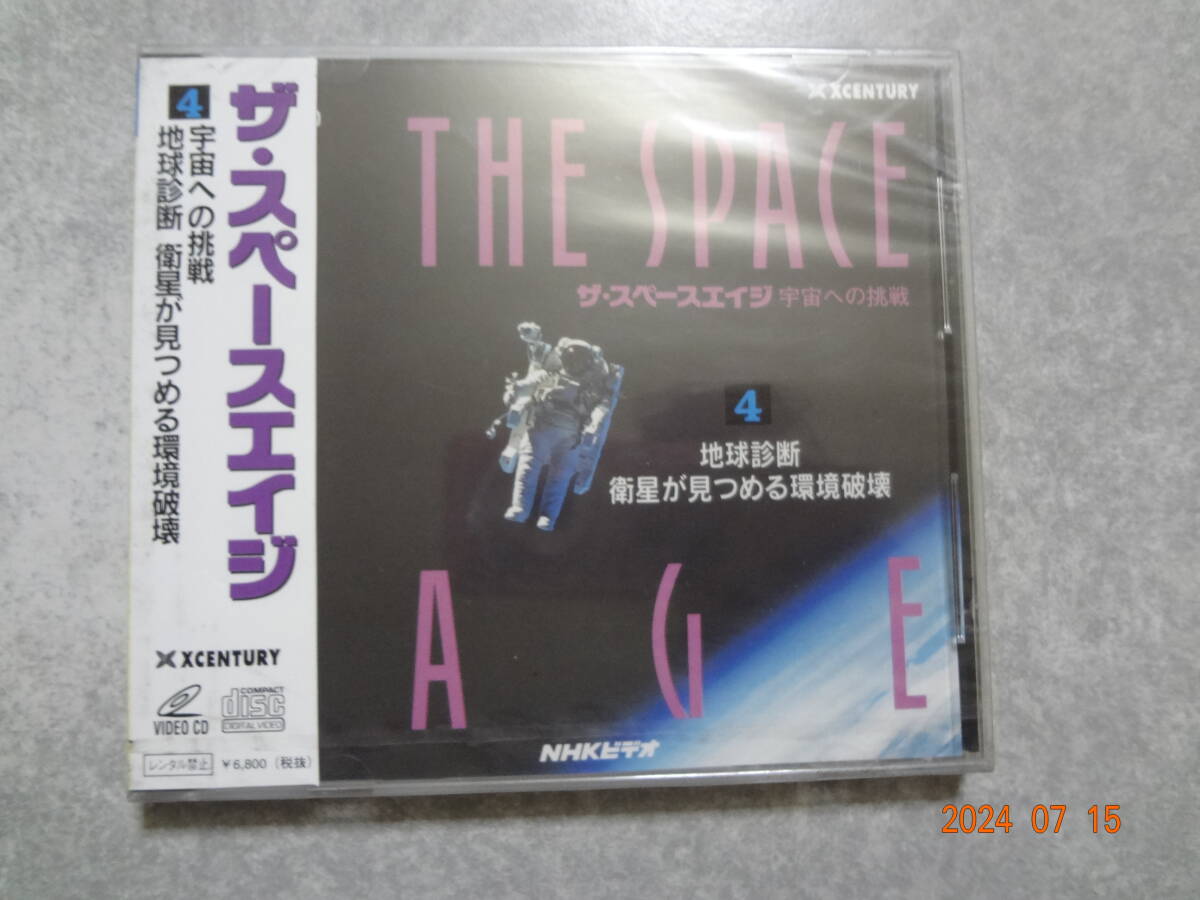 ザ・スペースエイジ
4
宇宙への挑戦
地球診断 衛星が見つめる環境破壊
XCENTURY
VIDEO CD
COMPACT
disc
DIGITAL VIDEO
レンタル禁止 ¥6,800(税抜)
XCENTURY
THE SPACE
ザ・スペースエイジ 宇宙への挑戦
4
地球診断
衛星が見つめる環境破壊
AGE
NHKビデオ
2024 07 15